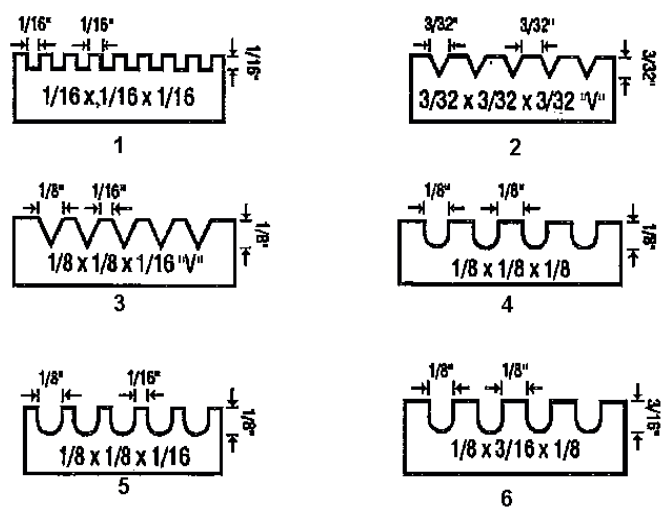 1/16" 1/16" 1/16"
1/16 x,1/16 x 1/16
1
3/32" 3/32" 3/32"
3/32 x 3/32 x 3/32 "V"
2
1/8" 1/16" 1/8"
1/8 x 1/8 x 1/16 "V"
3
1/8" 1/8" 1/8"
1/8 x 1/8 x 1/8
4
1/8" 1/16" 1/8"
1/8 x 1/8 x 1/16
5
1/8" 1/8" 3/16"
1/8 x 3/16 x 1/8
6